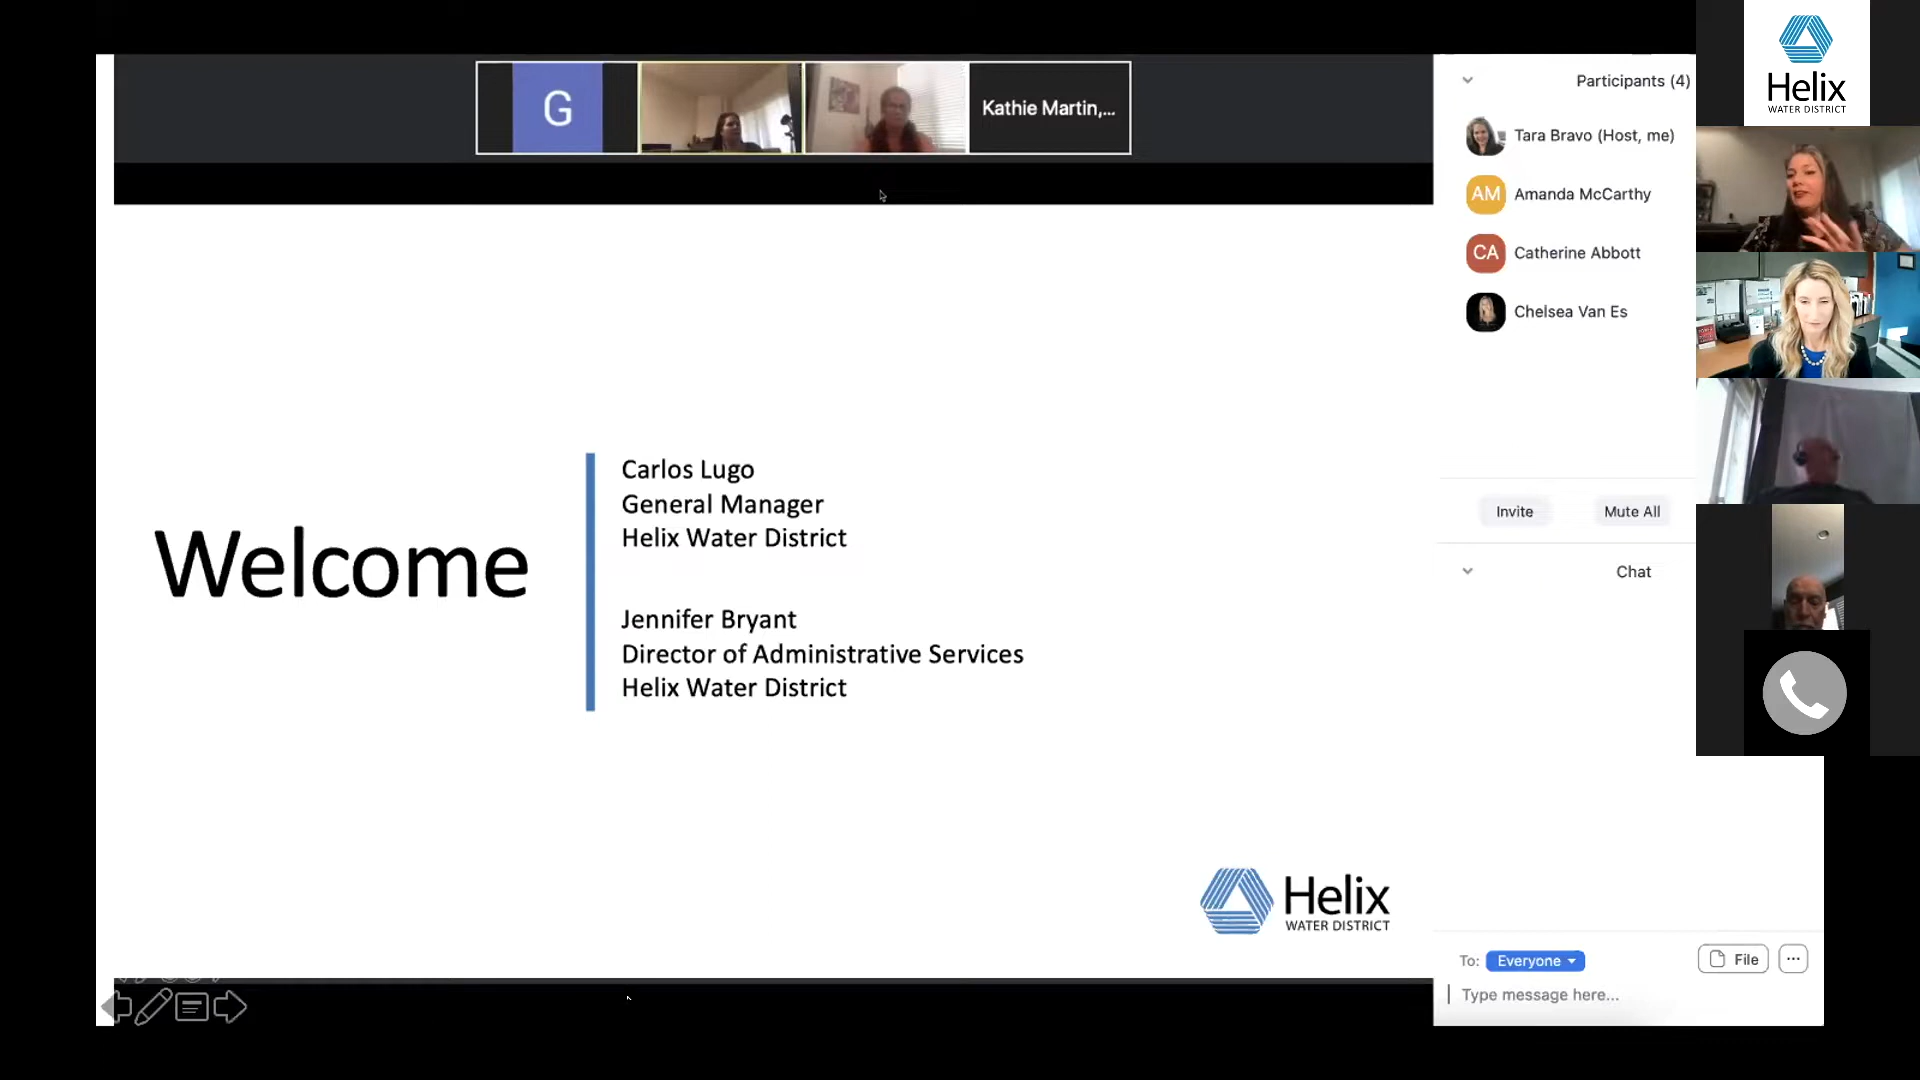 G
Kathie Martin,...
Participants (4)
Tara Bravo (Host, me)
AM Amanda McCarthy
CA Catherine Abbott
Chelsea Van Es
Invite Mute All
Chat
Welcome
Carlos Lugo
General Manager
Helix Water District
Jennifer Bryant
Director of Administrative Services
Helix Water District
Helix
WATER DISTRICT
To: Everyone
File
...
Type message here...
Helix
WATER DISTRICT